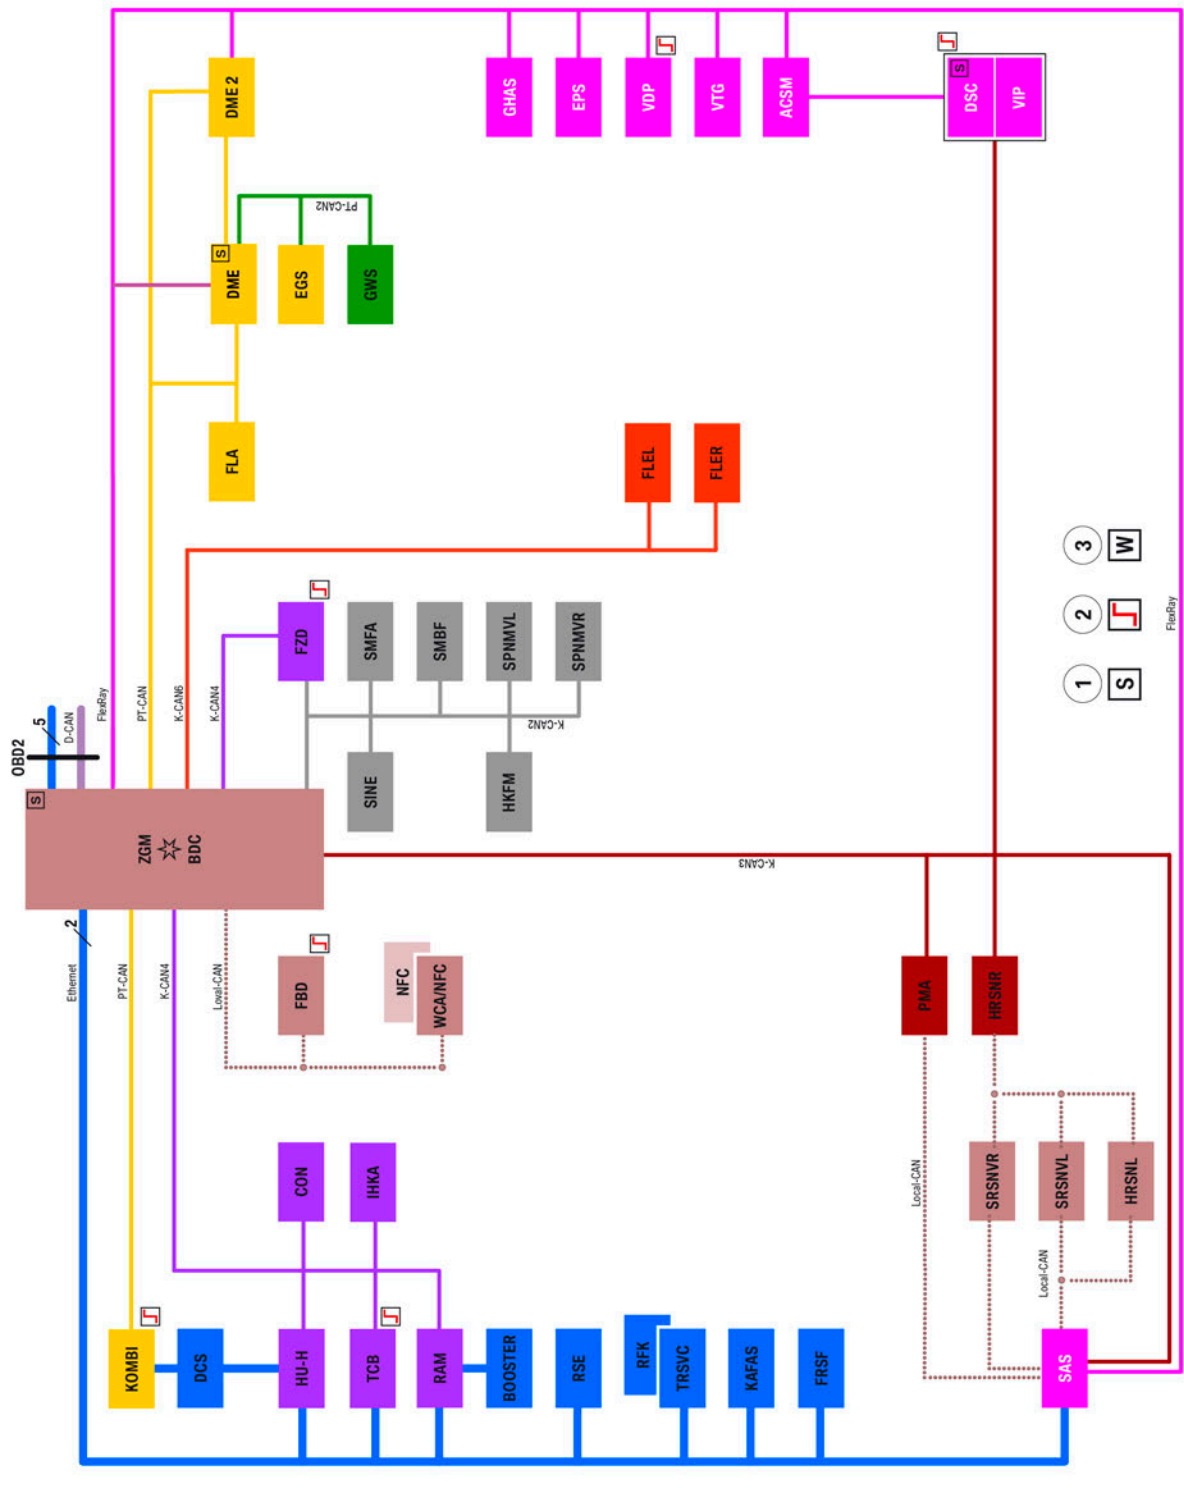 KOMBI
DCS
HU-H
TCB
RAM
BOOSTER
RSE
RFK
TRSVC
KAFAS
FRSF
SAS
CON
IHKA
SRSNVR
SRSNVL
HRSNL
Local-CAN
Local-CAN
Ethernet
2
PT-CAN
K-CAN4
Loval-CAN
FBD
NFC
WCA/NFC
PMA
HRSNR
S
ZGM
BDC
K-CAN3
OBD2
5
D-CAN
FlexRay
PT-CAN
K-CAN6
K-CAN4
SINE
HKFM
K-CAN2
FZD
SMFA
SMBF
SPNMVL
SPNMVR
1
S
2
3
W
FlexRay
FLA
FLEL
FLER
S
DME
EGS
GWS
PT-CAN2
DME 2
GHAS
EPS
VDP
VTG
ACSM
S
DSC
VIP